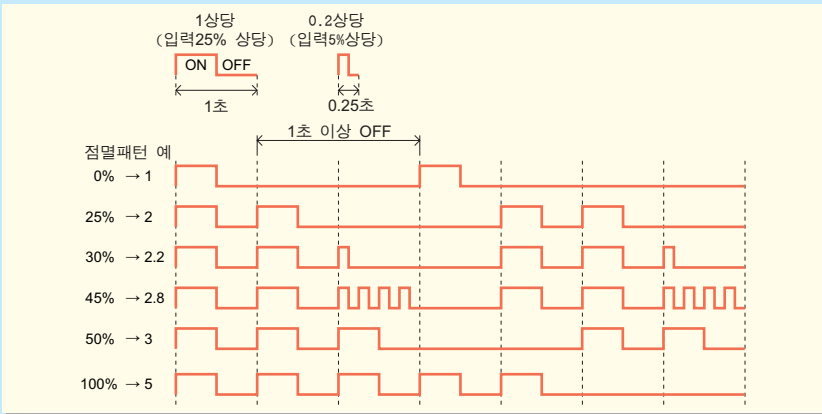 1상당
(입력25% 상당)
0.2상당
(입력5%상당)
ON OFF
1초
0.25초
1초 이상 OFF
점멸패턴 예
0% → 1
25% → 2
30% → 2.2
45% → 2.8
50% → 3
100% → 5